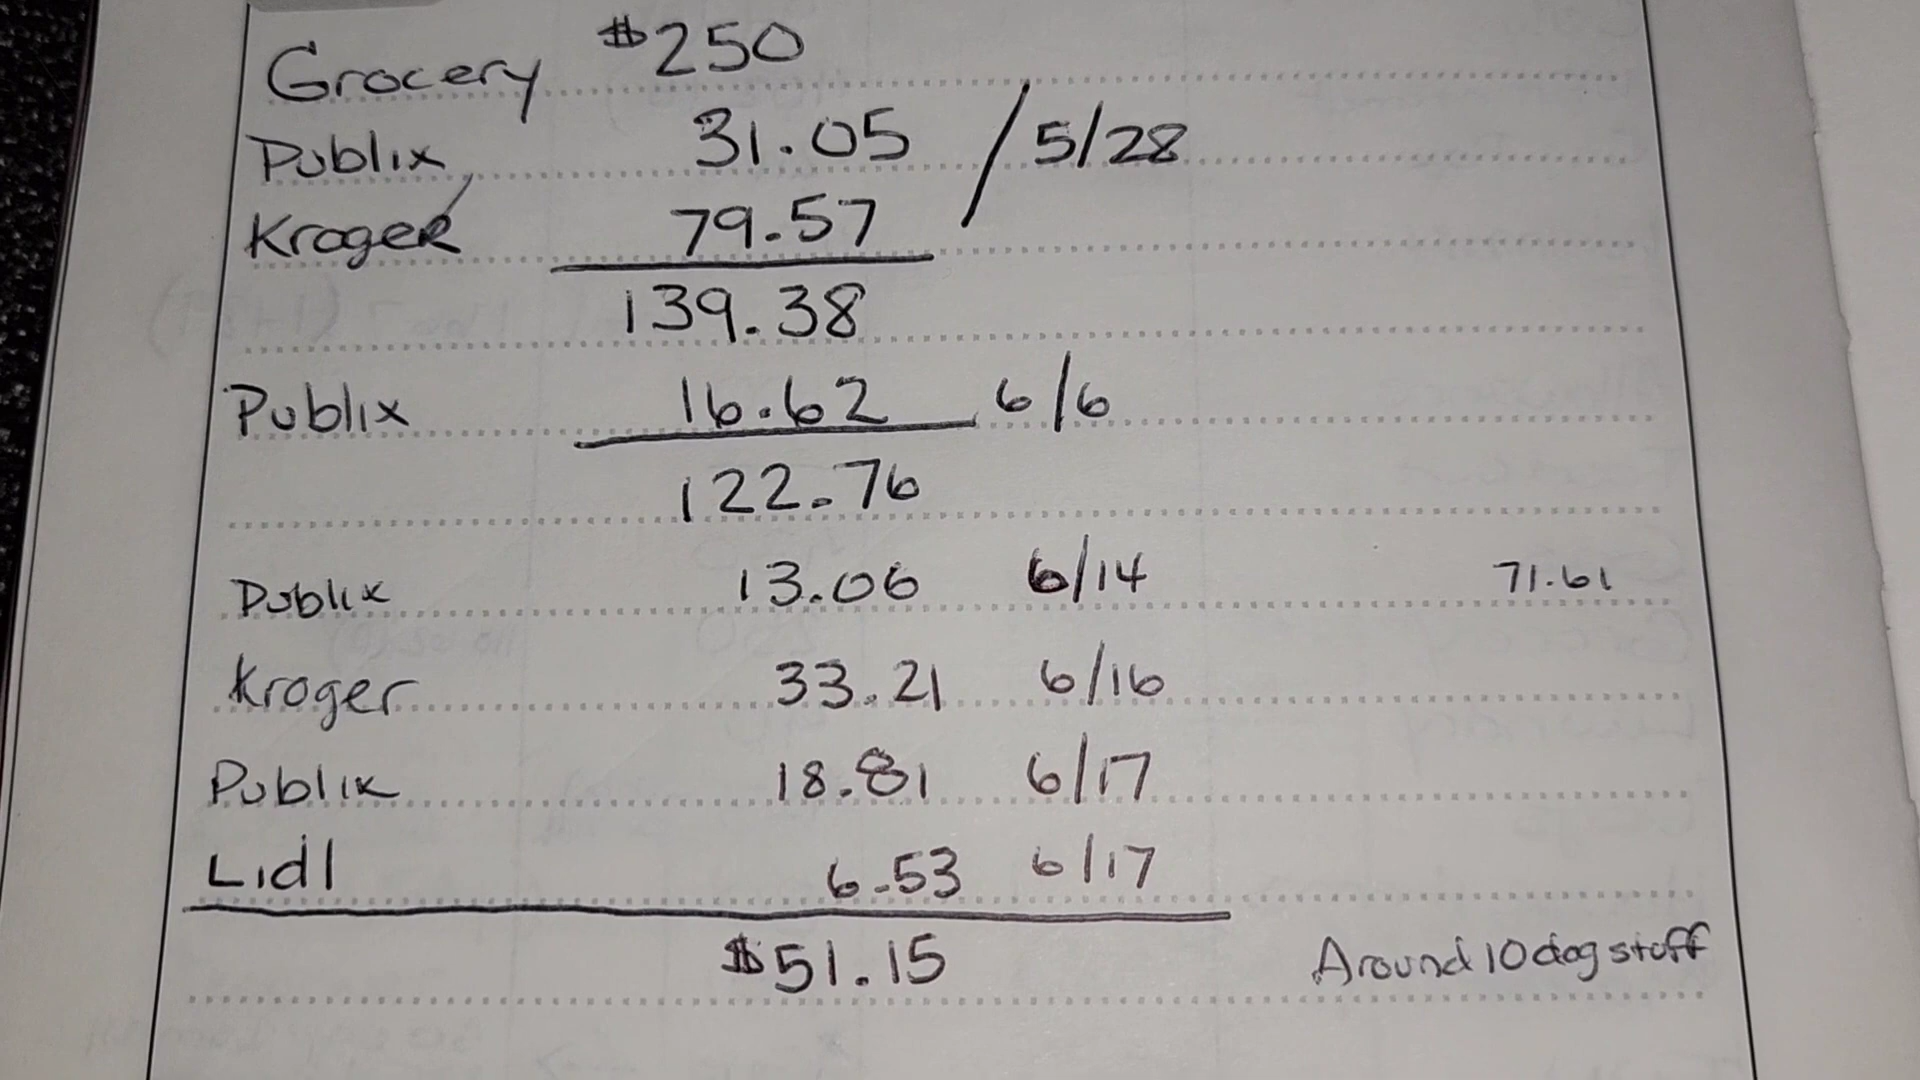 Grocery $250
Publix 31.05 / 5/28
Kroger 79.57
139.38
Publix 16.62 6/6
122.76
Publix 13.06 6/14 71.61
Kroger 33.21 6/16
Publix 18.81 6/17
Lidl 6.53 6/17
$51.15 Around 10 dog stuff